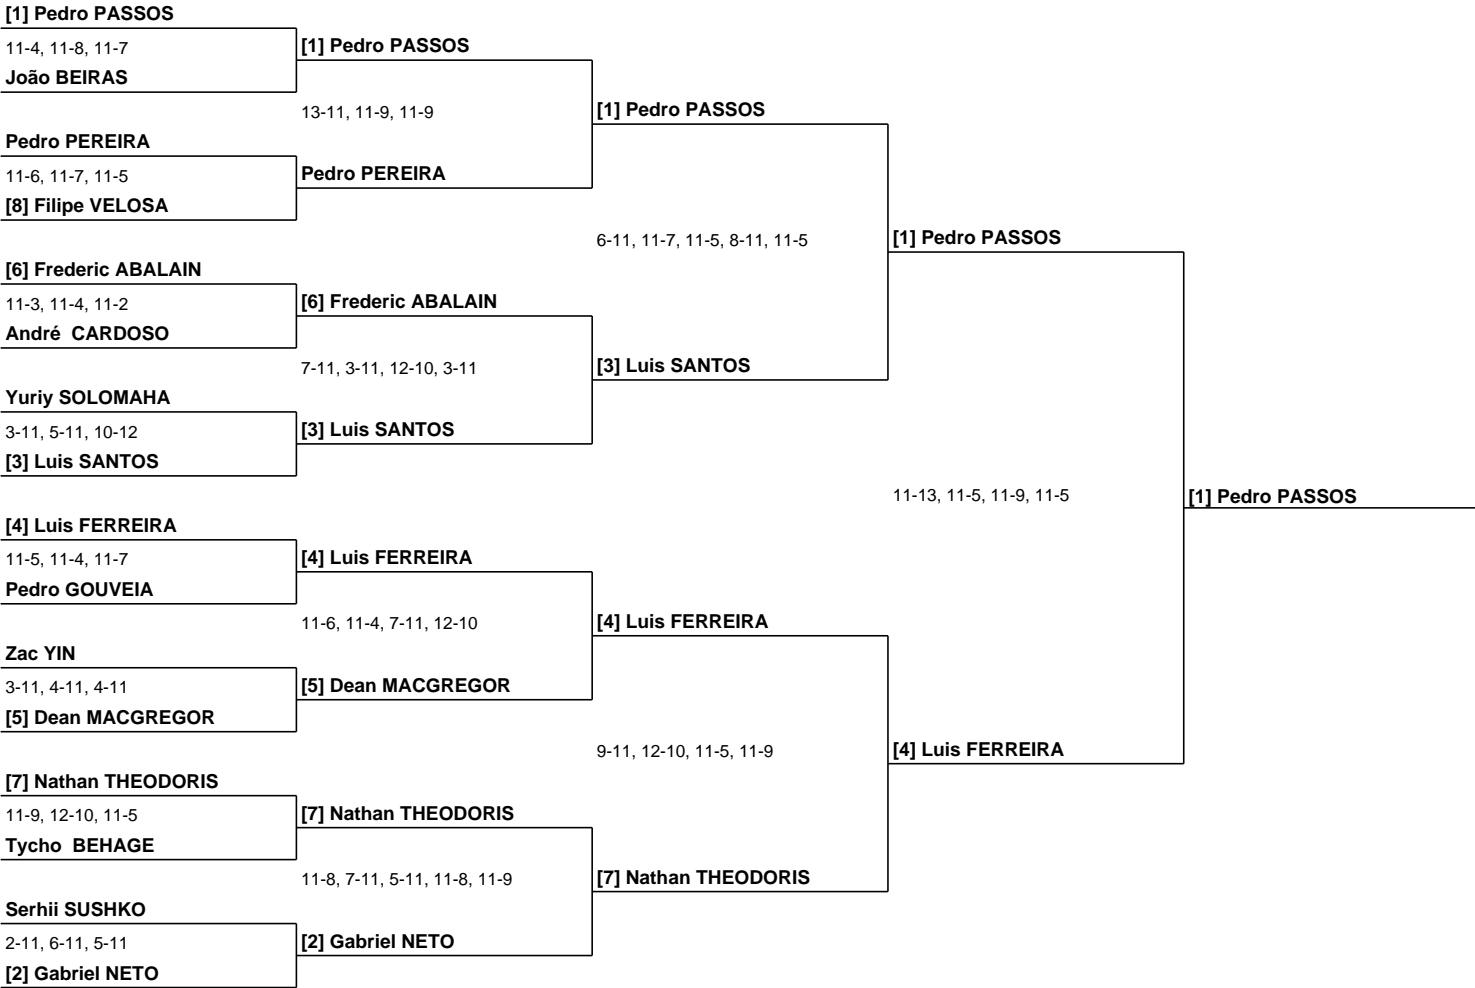 [1] Pedro PASSOS
11-4, 11-8, 11-7
João BEIRAS
Pedro PEREIRA
11-6, 11-7, 11-5
[8] Filipe VELOSA
[6] Frederic ABALAIN
11-3, 11-4, 11-2
André  CARDOSO
Yuriy SOLOMAHA
3-11, 5-11, 10-12
[3] Luis SANTOS
[4] Luis FERREIRA
11-5, 11-4, 11-7
Pedro GOUVEIA
Zac YIN
3-11, 4-11, 4-11
[5] Dean MACGREGOR
[7] Nathan THEODORIS
11-9, 12-10, 11-5
Tycho  BEHAGE
Serhii SUSHKO
2-11, 6-11, 5-11
[2] Gabriel NETO
[1] Pedro PASSOS
13-11, 11-9, 11-9
Pedro PEREIRA
[6] Frederic ABALAIN
7-11, 3-11, 12-10, 3-11
[3] Luis SANTOS
[4] Luis FERREIRA
11-6, 11-4, 7-11, 12-10
[5] Dean MACGREGOR
[7] Nathan THEODORIS
11-8, 7-11, 5-11, 11-8, 11-9
[2] Gabriel NETO
[1] Pedro PASSOS
6-11, 11-7, 11-5, 8-11, 11-5
[3] Luis SANTOS
[4] Luis FERREIRA
9-11, 12-10, 11-5, 11-9
[7] Nathan THEODORIS
[1] Pedro PASSOS
11-13, 11-5, 11-9, 11-5
[4] Luis FERREIRA
[1] Pedro PASSOS